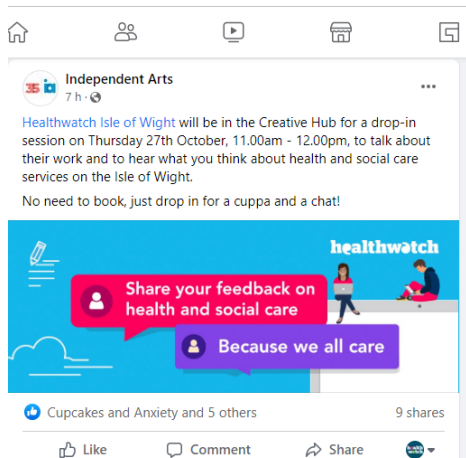 35
Independent Arts
7 h ·
Healthwatch Isle of Wight will be in the Creative Hub for a drop-in
session on Thursday 27th October, 11.00am - 12.00pm, to talk about
their work and to hear what you think about health and social care
services on the Isle of Wight.
No need to book, just drop in for a cuppa and a chat!
healthwatch
Share your feedback on
health and social care
Because we all care
Cupcakes and Anxiety and 5 others 9 shares
Like Comment Share